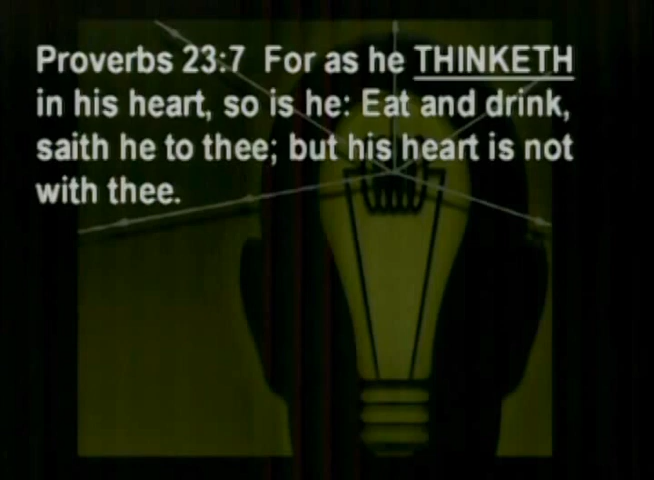 Proverbs 23:7 For as he THINKETH
in his heart, so is he: Eat and drink,
saith he to thee; but his heart is not
with thee.